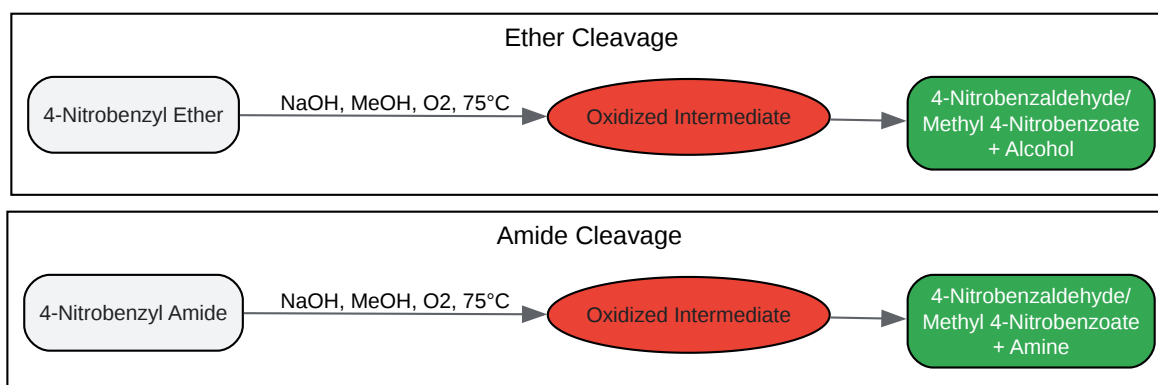 Ether Cleavage
4-Nitrobenzyl Ether
NaOH, MeOH, O2, 75°C
Oxidized Intermediate
4-Nitrobenzaldehyde/
Methyl 4-Nitrobenzoate
+ Alcohol
Amide Cleavage
4-Nitrobenzyl Amide
NaOH, MeOH, O2, 75°C
Oxidized Intermediate
4-Nitrobenzaldehyde/
Methyl 4-Nitrobenzoate
+ Amine